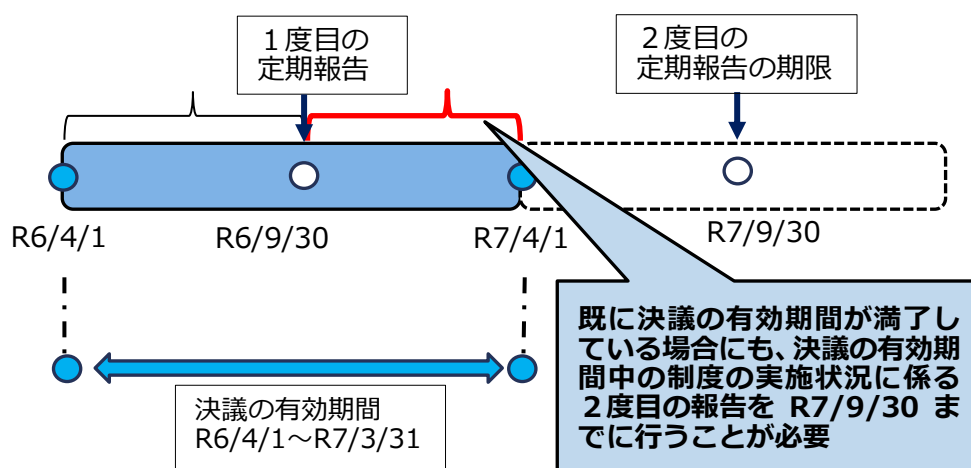 １度目の
定期報告
２度目の
定期報告の期限
R6/4/1
R6/9/30
R7/4/1
R7/9/30
既に決議の有効期間が満了し
ている場合にも、決議の有効期
間中の制度の実施状況に係る
２度目の報告を R7/9/30 ま
でに行うことが必要
決議の有効期間
R6/4/1～R7/3/31